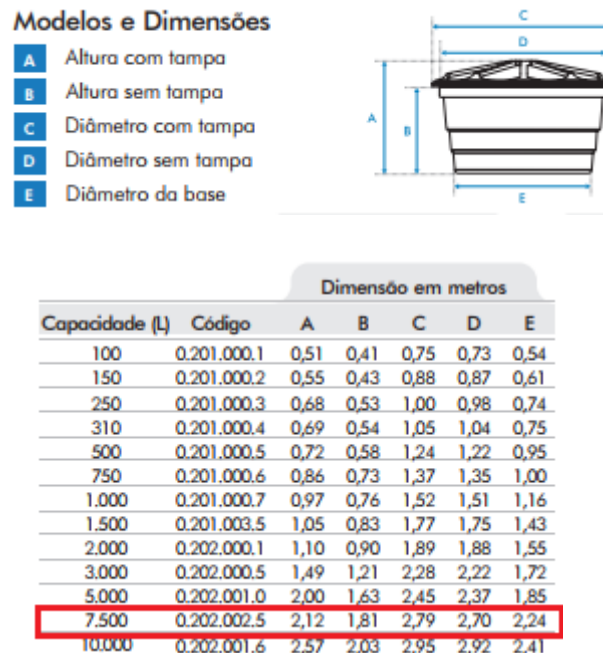 Modelos e Dimensões
A Altura com tampa
B Altura sem tampa
C Diâmetro com tampa
D Diâmetro sem tampa
E Diâmetro da base
C
D
A
B
E
Dimensão em metros
Capacidade (L) Código A B C D E
100 0.201.000.1 0,51 0,41 0,75 0,73 0,54
150 0.201.000.2 0,55 0,43 0,88 0,87 0,61
250 0.201.000.3 0,68 0,53 1,00 0,98 0,74
310 0.201.000.4 0,69 0,54 1,05 1,04 0,75
500 0.201.000.5 0,72 0,58 1,24 1,22 0,95
750 0.201.000.6 0,86 0,73 1,37 1,35 1,00
1.000 0.201.000.7 0,97 0,76 1,52 1,51 1,16
1.500 0.201.003.5 1,05 0,83 1,77 1,75 1,43
2.000 0.202.000.1 1,10 0,90 1,89 1,88 1,55
3.000 0.202.000.5 1,49 1,21 2,28 2,22 1,72
5.000 0.202.001.0 2,00 1,63 2,45 2,37 1,85
7.500 0.202.002.5 2,12 1,81 2,79 2,70 2,24
10.000 0.202.001.6 2,57 2,03 2,95 2,92 2,41